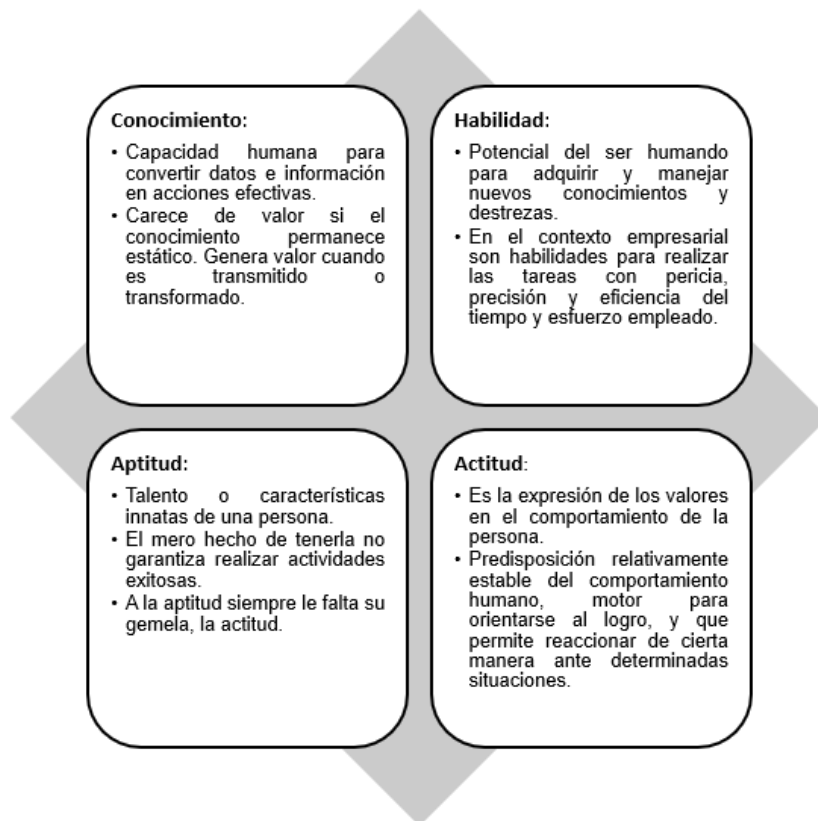 Conocimiento:
• Capacidad humana para
convertir datos e información
en acciones efectivas.
• Carece de valor si el
conocimiento permanece
estático. Genera valor cuando
es transmitido o
transformado.
Habilidad:
• Potencial del ser humando
para adquirir y manejar
nuevos conocimientos y
destrezas.
• En el contexto empresarial
son habilidades para realizar
las tareas con pericia,
precisión y eficiencia del
tiempo y esfuerzo empleado.
Aptitud:
• Talento o características
innatas de una persona.
• El mero hecho de tenerla no
garantiza realizar actividades
exitosas.
• A la aptitud siempre le falta su
gemela, la actitud.
Actitud:
• Es la expresión de los valores
en el comportamiento de la
persona.
• Predisposición relativamente
estable del comportamiento
humano, motor para
orientarse al logro, y que
permite reaccionar de cierta
manera ante determinadas
situaciones.